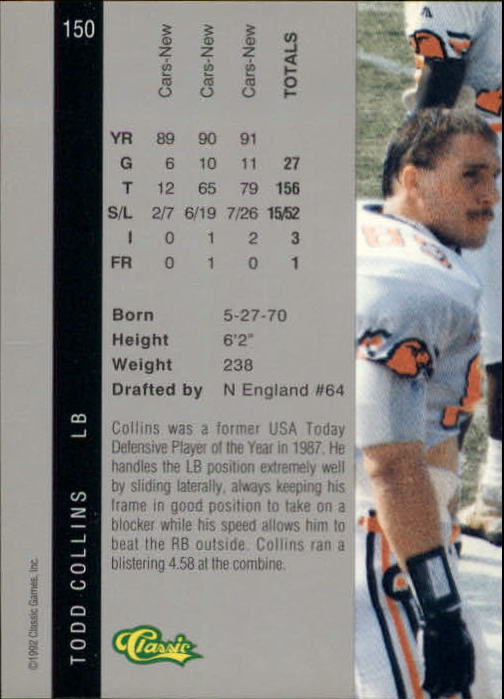 150
Cars-New Cars-New Cars-New TOTALS
YR 89 90 91
G 6 10 11 27
T 12 65 79 156
S/L 2/7 6/19 7/26 15/52
I 0 1 2 3
FR 0 1 0 1
Born 5-27-70
Height 6'2"
Weight 238
Drafted by N England #64
Collins was a former USA Today
Defensive Player of the Year in 1987. He
handles the LB position extremely well
by sliding laterally, always keeping his
frame in good position to take on a
blocker while his speed allows him to
beat the RB outside. Collins ran a
blistering 4.58 at the combine.
Classic
TODD COLLINS LB
©1992 Classic Games, Inc.